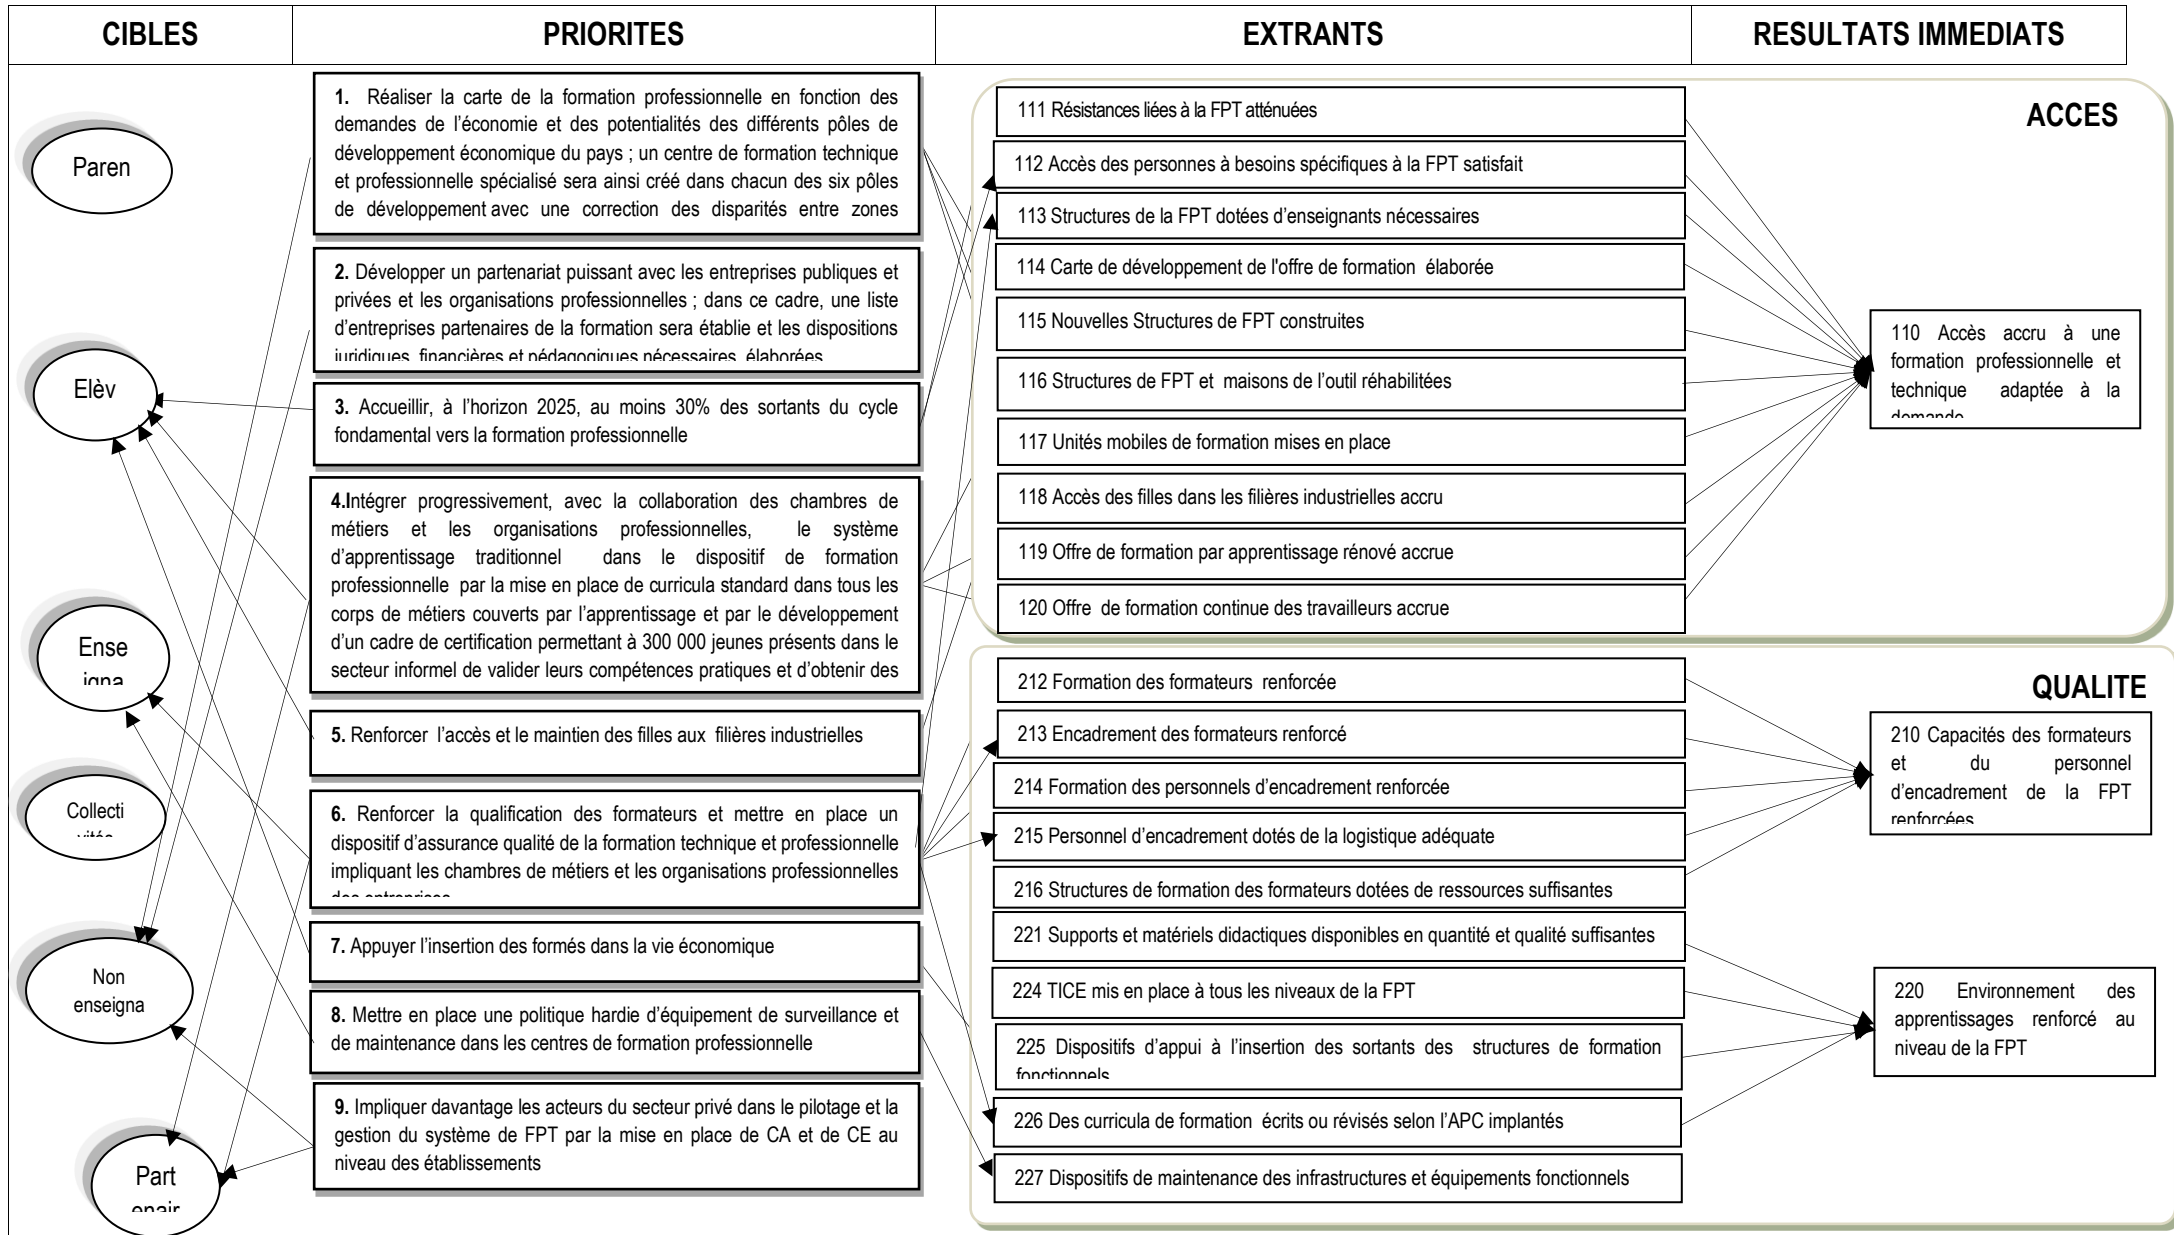 CIBLES
PRIORITES
EXTRANTS
RESULTATS IMMEDIATS
Paren
Elèv
Ense
igna
Collecti
vités
Non
enseigna
Part
enair
1. Réaliser la carte de la formation professionnelle en fonction des
demandes de l’économie et des potentialités des différents pôles de
développement économique du pays ; un centre de formation technique
et professionnelle spécialisé sera ainsi créé dans chacun des six pôles
de développement avec une correction des disparités entre zones
2. Développer un partenariat puissant avec les entreprises publiques et
privées et les organisations professionnelles ; dans ce cadre, une liste
d’entreprises partenaires de la formation sera établie et les dispositions
juridiques, financières et pédagogiques nécessaires élaborées
3. Accueillir, à l’horizon 2025, au moins 30% des sortants du cycle
fondamental vers la formation professionnelle
4.Intégrer progressivement, avec la collaboration des chambres de
métiers et les organisations professionnelles, le système
d’apprentissage traditionnel dans le dispositif de formation
professionnelle par la mise en place de curricula standard dans tous les
corps de métiers couverts par l’apprentissage et par le développement
d’un cadre de certification permettant à 300 000 jeunes présents dans le
secteur informel de valider leurs compétences pratiques et d’obtenir des
5. Renforcer l’accès et le maintien des filles aux filières industrielles
6. Renforcer la qualification des formateurs et mettre en place un
dispositif d’assurance qualité de la formation technique et professionnelle
impliquant les chambres de métiers et les organisations professionnelles
des entreprises
7. Appuyer l’insertion des formés dans la vie économique
8. Mettre en place une politique hardie d’équipement de surveillance et
de maintenance dans les centres de formation professionnelle
9. Impliquer davantage les acteurs du secteur privé dans le pilotage et la
gestion du système de FPT par la mise en place de CA et de CE au
niveau des établissements
ACCES
111 Résistances liées à la FPT atténuées
112 Accès des personnes à besoins spécifiques à la FPT satisfait
113 Structures de la FPT dotées d’enseignants nécessaires
114 Carte de développement de l'offre de formation élaborée
115 Nouvelles Structures de FPT construites
116 Structures de FPT et maisons de l’outil réhabilitées
117 Unités mobiles de formation mises en place
118 Accès des filles dans les filières industrielles accru
119 Offre de formation par apprentissage rénové accrue
120 Offre de formation continue des travailleurs accrue
110 Accès accru à une
formation professionnelle et
technique adaptée à la
demande
QUALITE
212 Formation des formateurs renforcée
213 Encadrement des formateurs renforcé
214 Formation des personnels d’encadrement renforcée
215 Personnel d’encadrement dotés de la logistique adéquate
216 Structures de formation des formateurs dotées de ressources suffisantes
221 Supports et matériels didactiques disponibles en quantité et qualité suffisantes
224 TICE mis en place à tous les niveaux de la FPT
225 Dispositifs d’appui à l’insertion des sortants des structures de formation
fonctionnels
226 Des curricula de formation écrits ou révisés selon l’APC implantés
227 Dispositifs de maintenance des infrastructures et équipements fonctionnels
210 Capacités des formateurs
et du personnel
d’encadrement de la FPT
renforcées
220 Environnement des
apprentissages renforcé au
niveau de la FPT